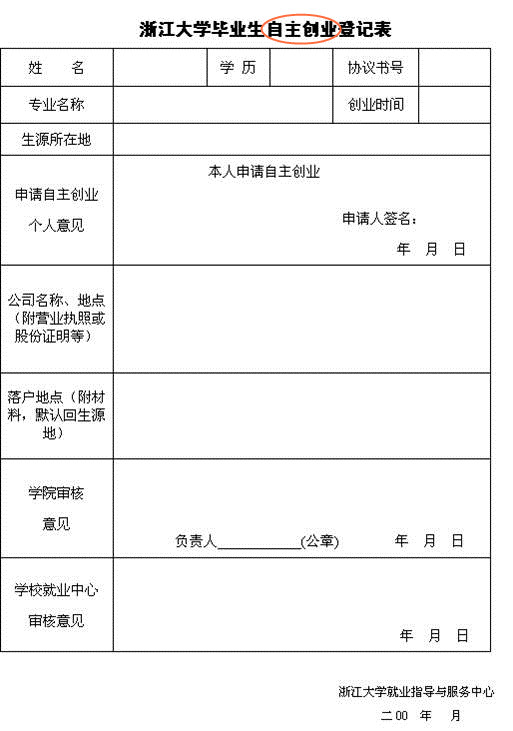 浙江大学毕业生自主创业登记表
姓 名 学 历 协议书号
专业名称 创业时间
生源所在地
申请自主创业
个人意见
本人申请自主创业
申请人签名：
年 月 日
公司名称、地点
（附营业执照或
股份证明等）
落户地点（附材
料，默认回生源
地）
学院审核
意见
负责人____________(公章) 年 月 日
学校就业中心
审核意见
年 月 日
浙江大学就业指导与服务中心
二00 年 月